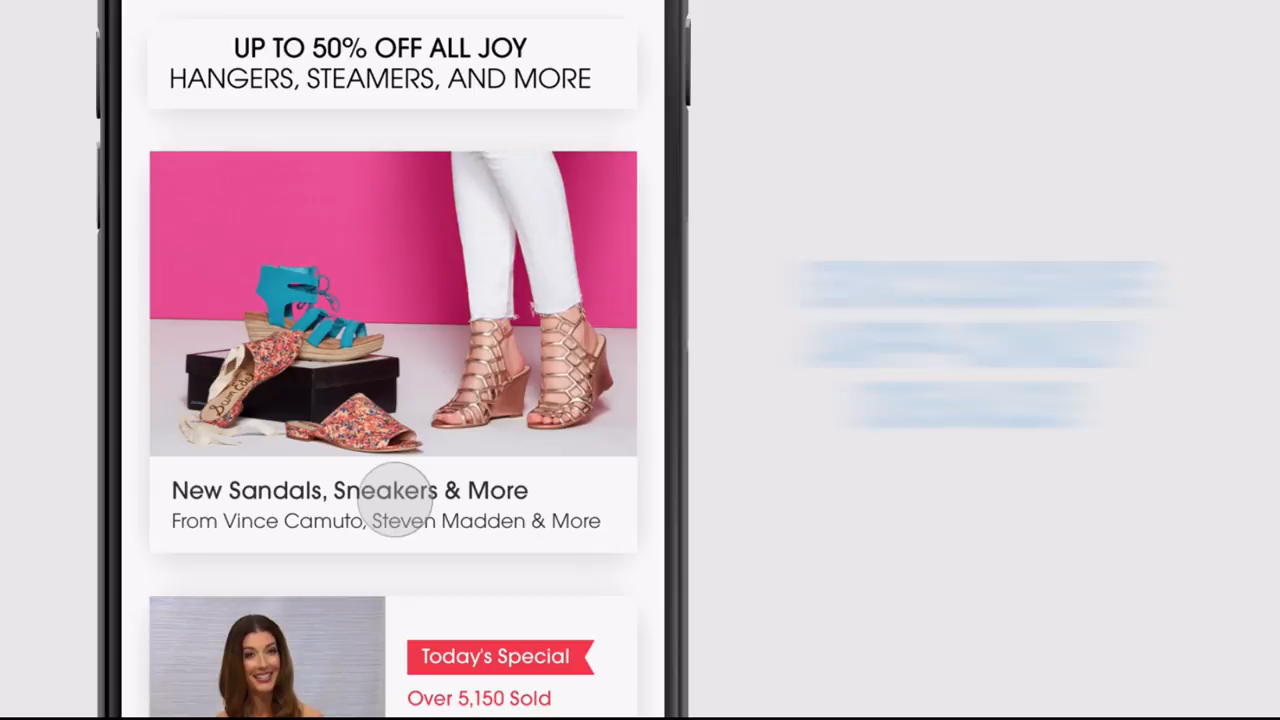 UP TO 50% OFF ALL JOY
HANGERS, STEAMERS, AND MORE
New Sandals, Sneakers & More
From Vince Camuto, Steven Madden & More
Today's Special
Over 5,150 Sold